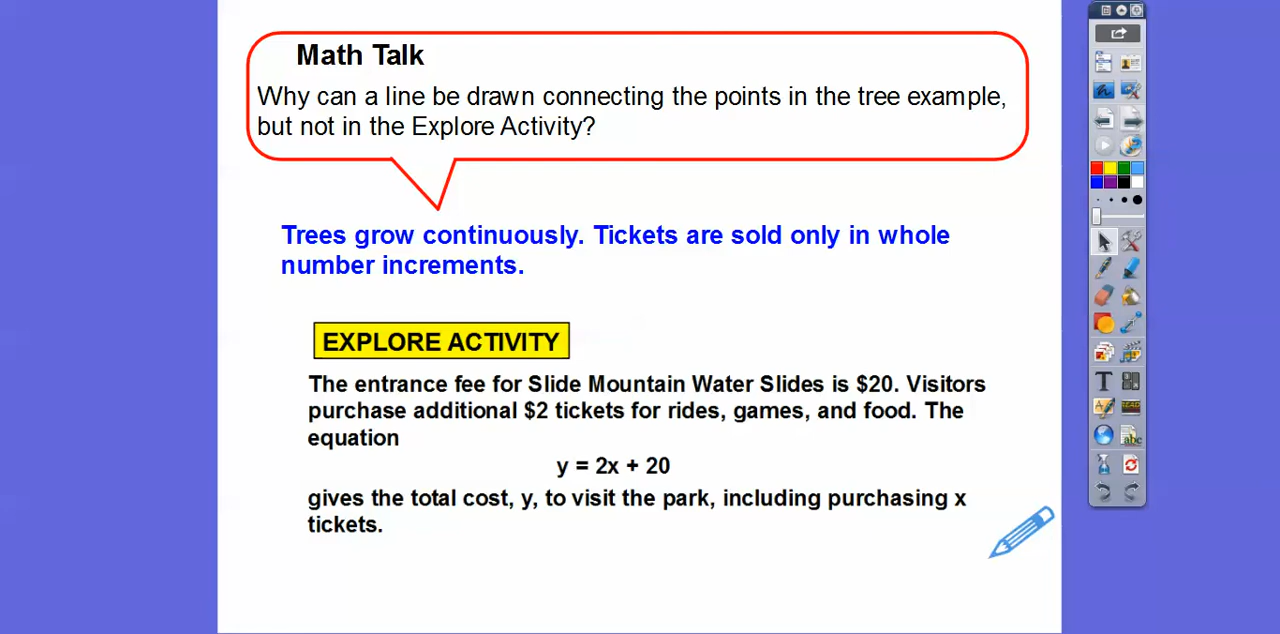 Math Talk
Why can a line be drawn connecting the points in the tree example,
but not in the Explore Activity?
Trees grow continuously. Tickets are sold only in whole
number increments.
EXPLORE ACTIVITY
The entrance fee for Slide Mountain Water Slides is $20. Visitors
purchase additional $2 tickets for rides, games, and food. The
equation
y = 2x + 20
gives the total cost, y, to visit the park, including purchasing x
tickets.